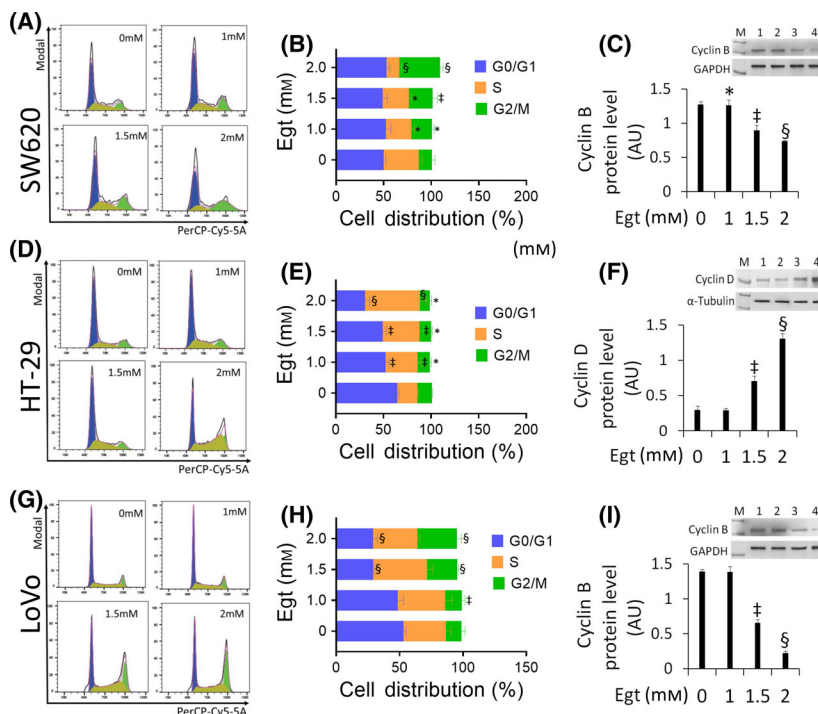 (A)
SW620
Modal
0mM
1mM
1.5mM
2mM
PerCP-Cy5-5A
(B)
Egt (mM)
2.0
1.5
1.0
0
§ §
* ‡
* *
G0/G1
S
G2/M
0 50 100 150 200
Cell distribution (%)
(mM)
(C)
M 1 2 3 4
Cyclin B
GAPDH
Cyclin B
protein level
(AU)
1.5
1
0.5
0
* ‡ §
Egt (mM) 0 1 1.5 2
(D)
HT-29
Modal
0mM
1mM
1.5mM
2mM
PerCP-Cy5-5A
(E)
Egt (mM)
2.0
1.5
1.0
0
§ § *
‡ ‡ *
‡ ‡ *
G0/G1
S
G2/M
0 50 100 150 200
Cell distribution (%)
(F)
M 1 2 3 4
Cyclin D
α-Tubulin
Cyclin D
protein level
(AU)
1.5
1
0.5
0
‡ §
Egt (mM) 0 1 1.5 2
(G)
LoVo
Modal
0mM
1mM
1.5mM
2mM
PerCP-Cy5-5A
(H)
Egt (mM)
2.0
1.5
1.0
0
§ §
§ §
‡
G0/G1
S
G2/M
0 50 100 150
Cell distribution (%)
(I)
M 1 2 3 4
Cyclin B
GAPDH
Cyclin B
protein level
(AU)
1.5
1
0.5
0
‡ §
Egt (mM) 0 1 1.5 2